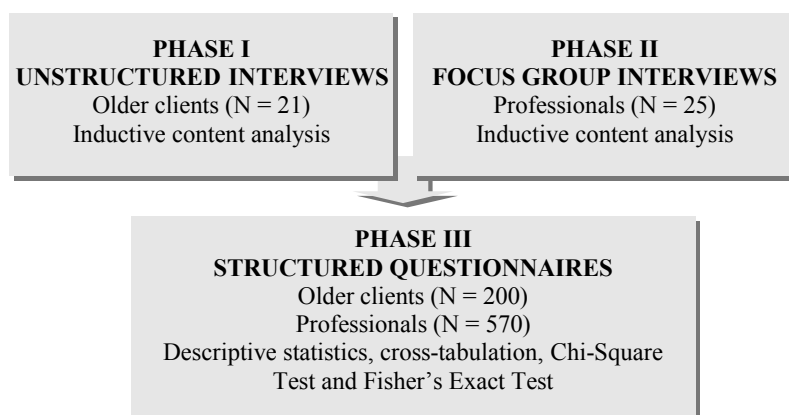 PHASE I
UNSTRUCTURED INTERVIEWS
Older clients (N = 21)
Inductive content analysis
PHASE II
FOCUS GROUP INTERVIEWS
Professionals (N = 25)
Inductive content analysis
PHASE III
STRUCTURED QUESTIONNAIRES
Older clients (N = 200)
Professionals (N = 570)
Descriptive statistics, cross-tabulation, Chi-Square
Test and Fisher’s Exact Test